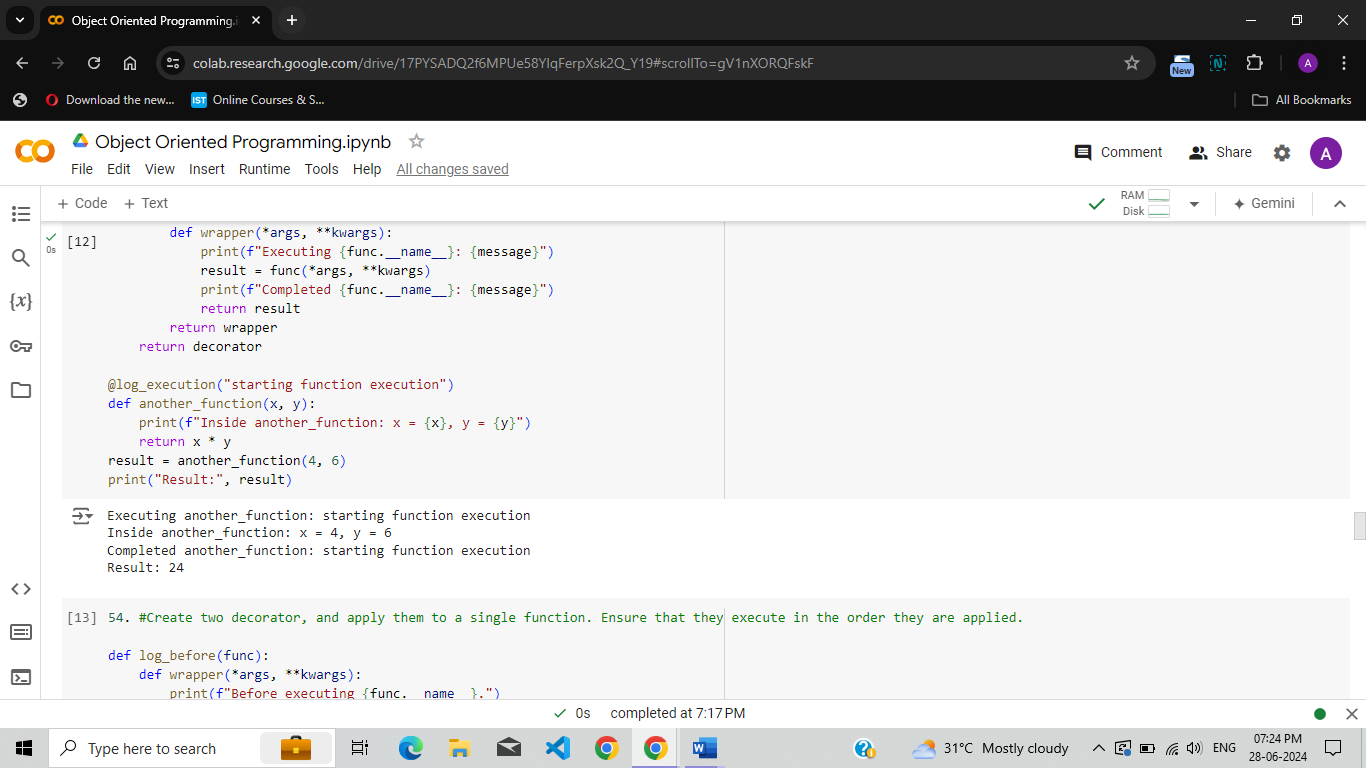 Object Oriented Programming.i
colab.research.google.com/drive/17PYSADQ2f6MPUe58YlqFerpXsk2Q_Y19#scrollTo=gV1nXORQFskF
New
N
A
Download the new...
IST
Online Courses & S...
All Bookmarks
Object Oriented Programming.ipynb
File Edit View Insert Runtime Tools Help All changes saved
Comment
Share
A
+ Code + Text
RAM
Disk
Gemini
[12]
0s
def wrapper(*args, **kwargs):
print(f"Executing {func.__name__}: {message}")
result = func(*args, **kwargs)
print(f"Completed {func.__name__}: {message}")
return result
return wrapper
return decorator
@log_execution("starting function execution")
def another_function(x, y):
print(f"Inside another_function: x = {x}, y = {y}")
return x * y
result = another_function(4, 6)
print("Result:", result)
Executing another_function: starting function execution
Inside another_function: x = 4, y = 6
Completed another_function: starting function execution
Result: 24
[13] 54. #Create two decorator, and apply them to a single function. Ensure that they execute in the order they are applied.
def log_before(func):
def wrapper(*args, **kwargs):
print(f"Before executing {func.__name__}.")
{x}
0s completed at 7:17 PM
Type here to search
31°C Mostly cloudy
ENG
07:24 PM
28-06-2024